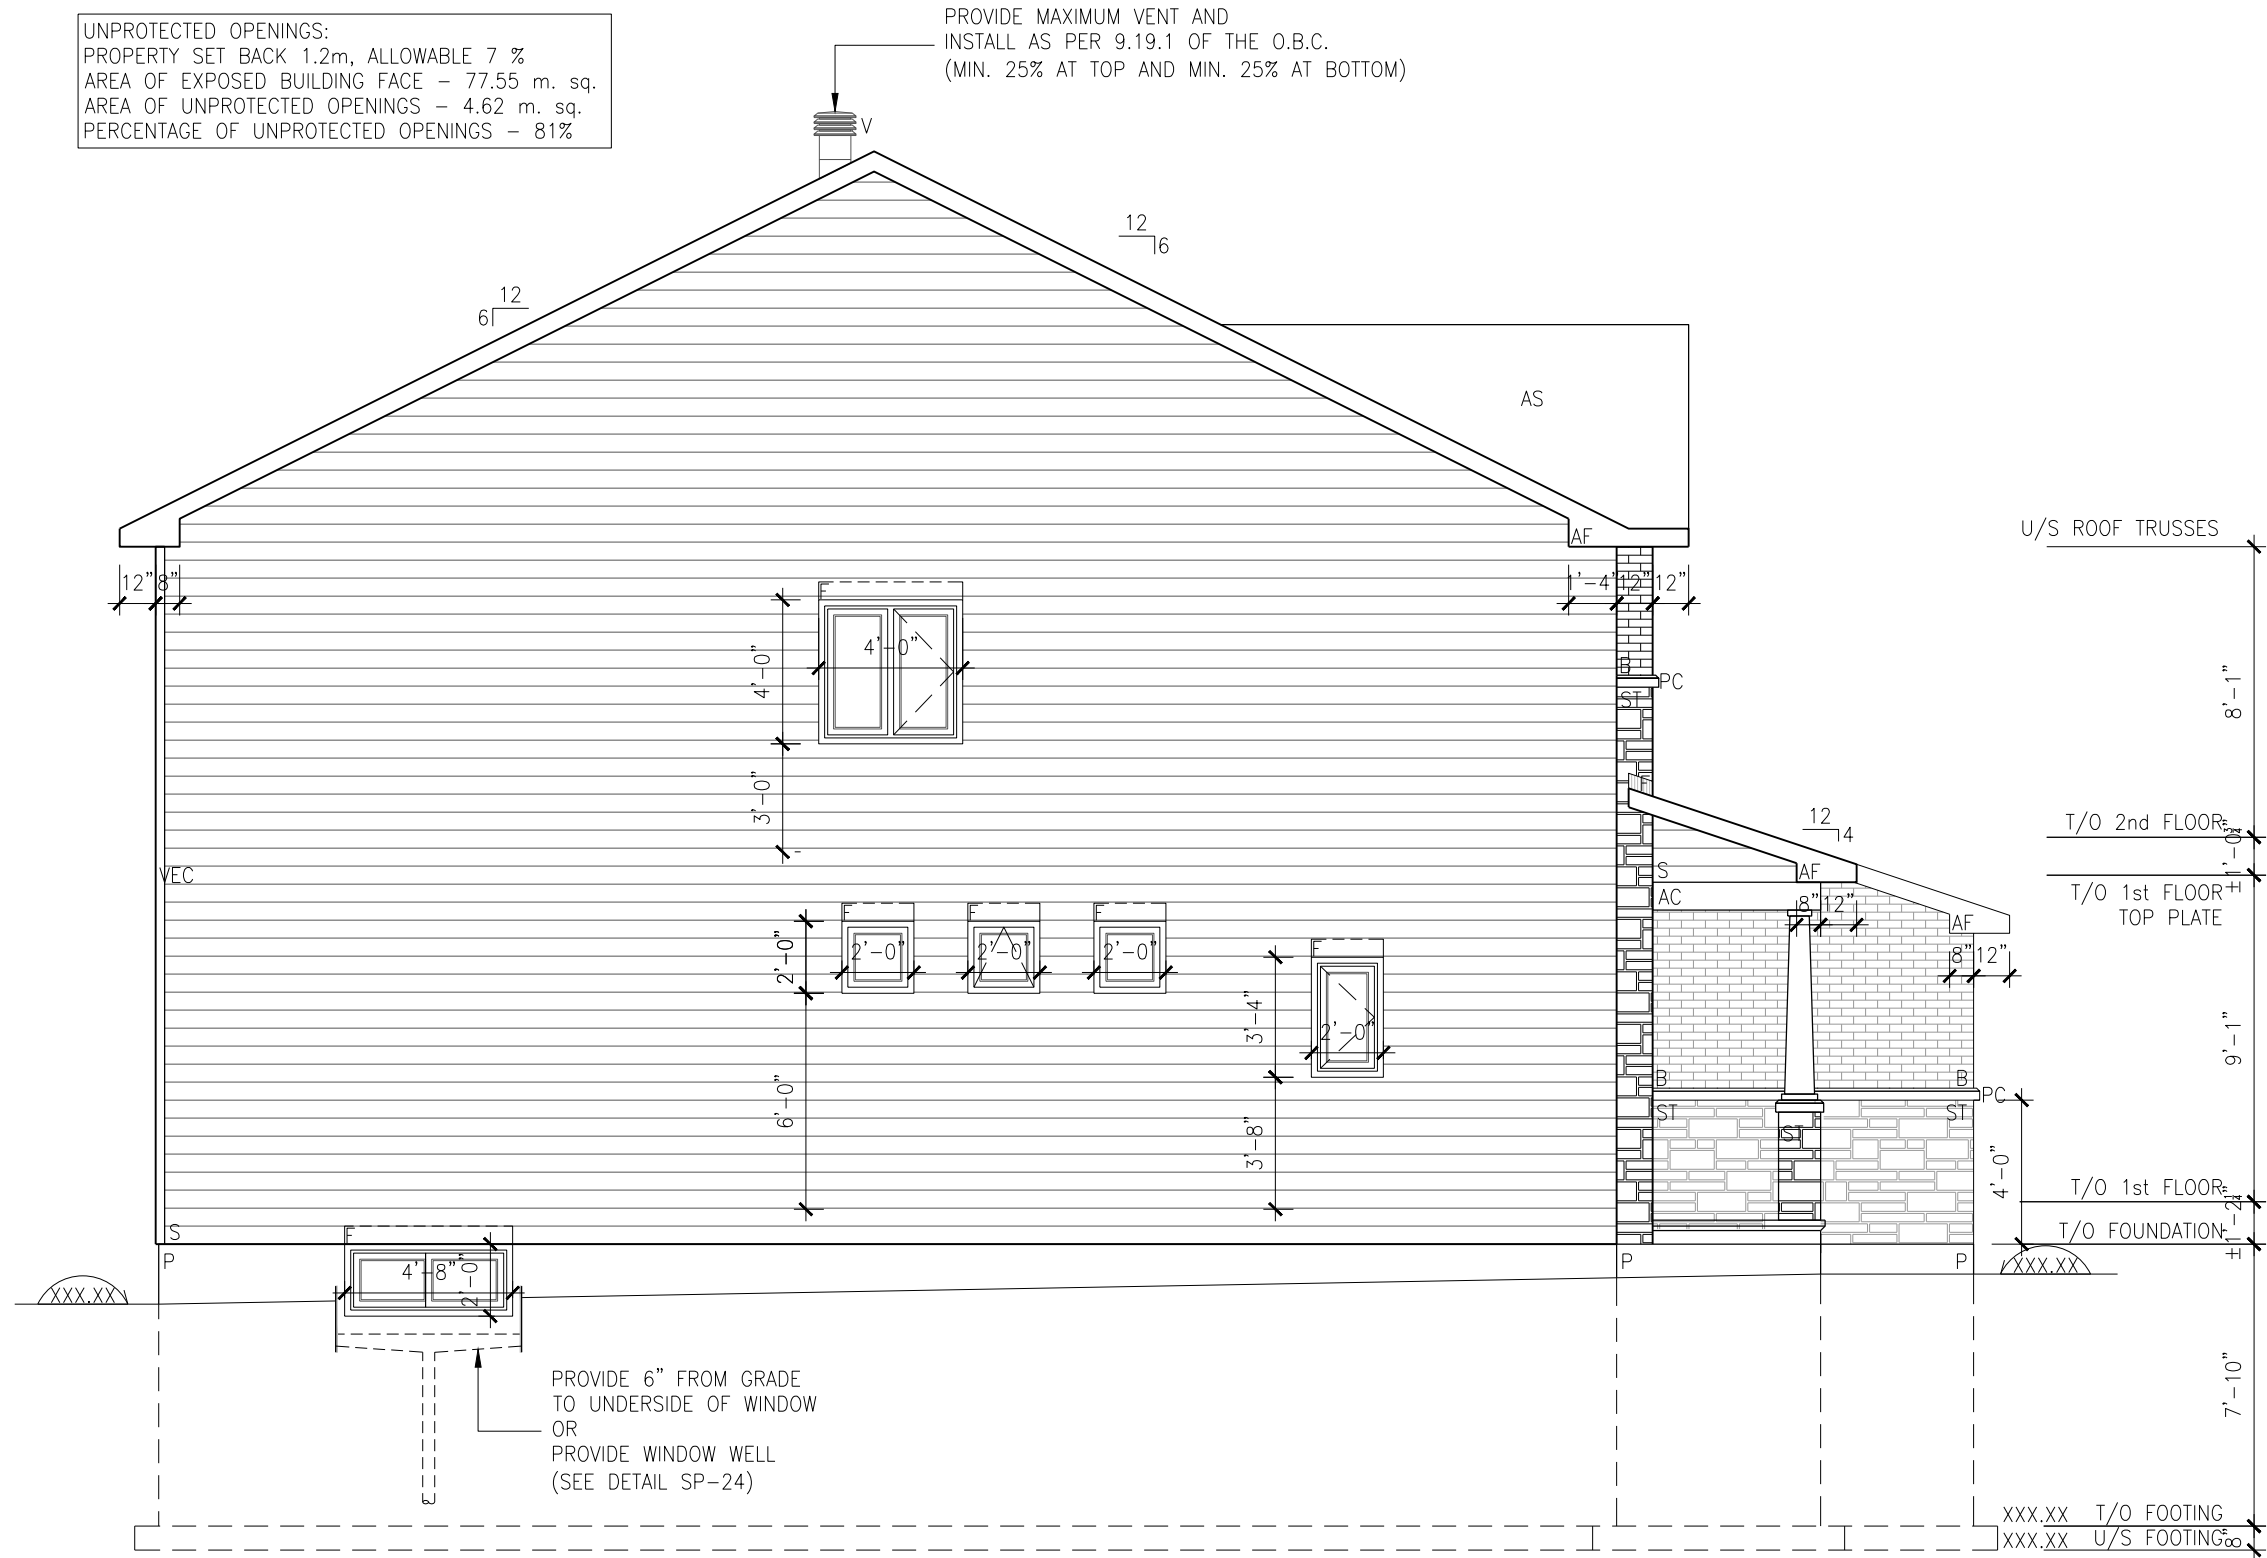 UNPROTECTED OPENINGS:
PROPERTY SET BACK 1.2m, ALLOWABLE 7 %
AREA OF EXPOSED BUILDING FACE – 77.55 m. sq.
AREA OF UNPROTECTED OPENINGS – 4.62 m. sq.
PERCENTAGE OF UNPROTECTED OPENINGS – 81%
PROVIDE MAXIMUM VENT AND
INSTALL AS PER 9.19.1 OF THE O.B.C.
(MIN. 25% AT TOP AND MIN. 25% AT BOTTOM)
V
12
6
12
6
AS
AF
U/S ROOF TRUSSES
12" 8"
1'-4" 12" 12"
F
4'-0"
4'-0"
3'-0"
B
PC
ST
8'-1"
F
12
4
T/O 2nd FLOOR
±1'-0¾"
T/O 1st FLOOR
TOP PLATE
VEC
S
AF
AC
8" 12"
AF
8" 12"
F
F
F
2'-0"
2'-0"
2'-0"
2'-0"
6'-0"
F
3'-4"
2'-0"
3'-8"
9'-1"
B
B
PC
ST
ST
ST
4'-0"
T/O 1st FLOOR
±1'-2¼"
T/O FOUNDATION
S
P
F
4'-8"
2'-0"
P
P
XXX.XX
XXX.XX
PROVIDE 6" FROM GRADE
TO UNDERSIDE OF WINDOW
OR
PROVIDE WINDOW WELL
(SEE DETAIL SP-24)
7'-10"
XXX.XX T/O FOOTING
XXX.XX U/S FOOTING
8"